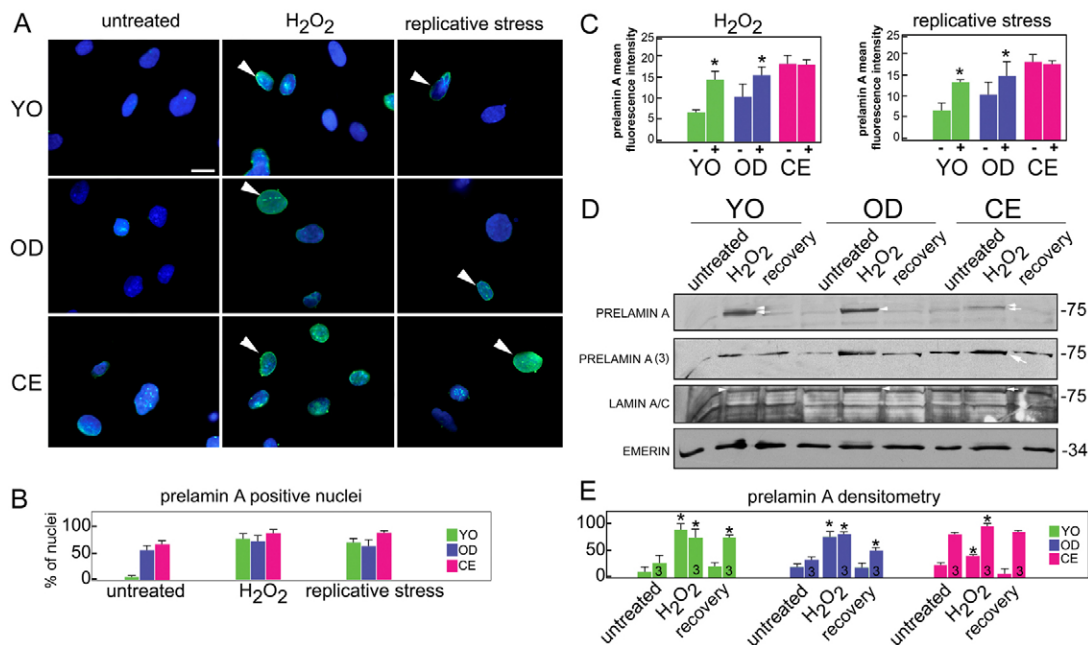 A
untreated
H₂O₂
replicative stress
YO
OD
CE
B
prelamin A positive nuclei
% of nuclei
100
50
0
untreated
H₂O₂
replicative stress
YO
OD
CE
C
H₂O₂
prelamin A mean
fluorescence intensity
25
20
15
10
5
* *
- + - + - +
YO OD CE
replicative stress
prelamin A mean
fluorescence intensity
25
20
15
10
5
* *
- + - + - +
YO OD CE
D
YO OD CE
untreated H₂O₂ recovery untreated H₂O₂ recovery untreated H₂O₂ recovery
PRELAMIN A -75
PRELAMIN A (3) -75
LAMIN A/C -75
EMERIN -34
E
prelamin A densitometry
100
50
0
* * * * * * * *
3 3 3 3 3 3 3 3 3
YO
OD
CE
untreated H₂O₂ recovery untreated H₂O₂ recovery untreated H₂O₂ recovery